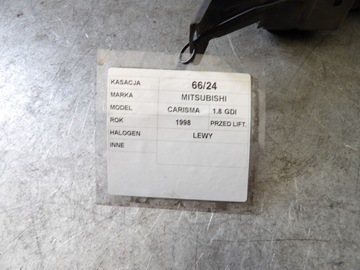 KASACJA 66/24
MARKA MITSUBISHI
MODEL CARISMA 1.8 GDI
ROK 1998 PRZED LIFT.
HALOGEN LEWY
INNE